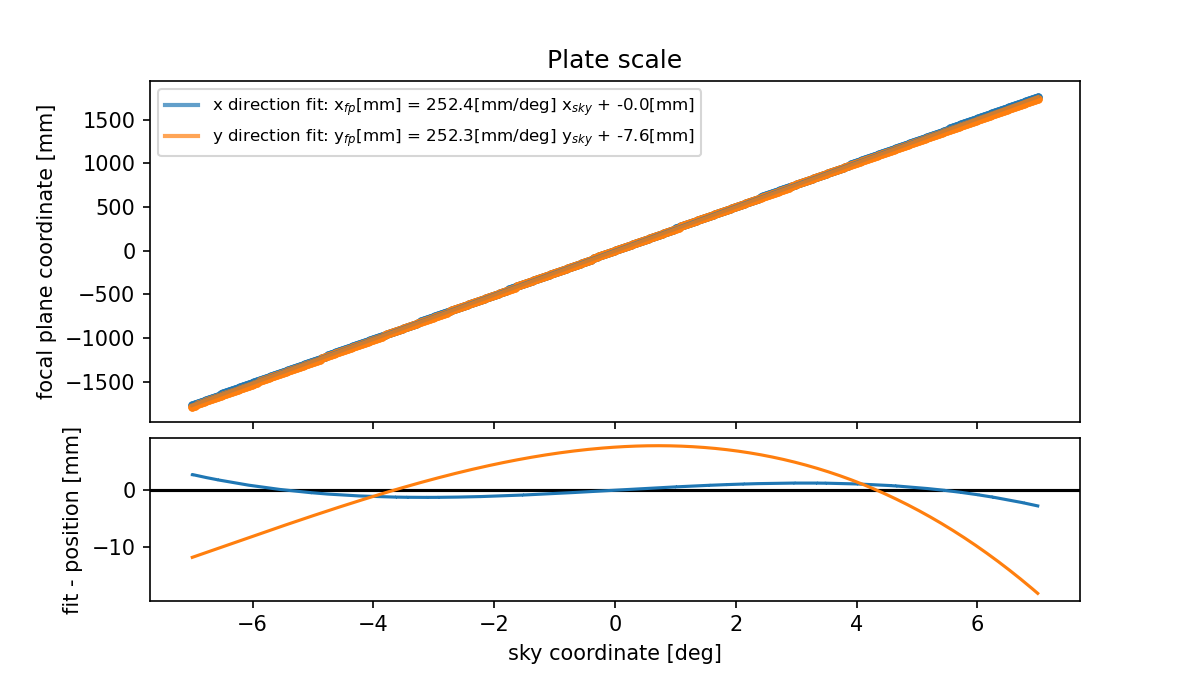 Plate scale
x direction fit: x_fp[mm] = 252.4[mm/deg] x_sky + -0.0[mm]
y direction fit: y_fp[mm] = 252.3[mm/deg] y_sky + -7.6[mm]
focal plane coordinate [mm]
1500
1000
500
0
−500
−1000
−1500
fit - position [mm]
0
−10
−6 −4 −2 0 2 4 6
sky coordinate [deg]